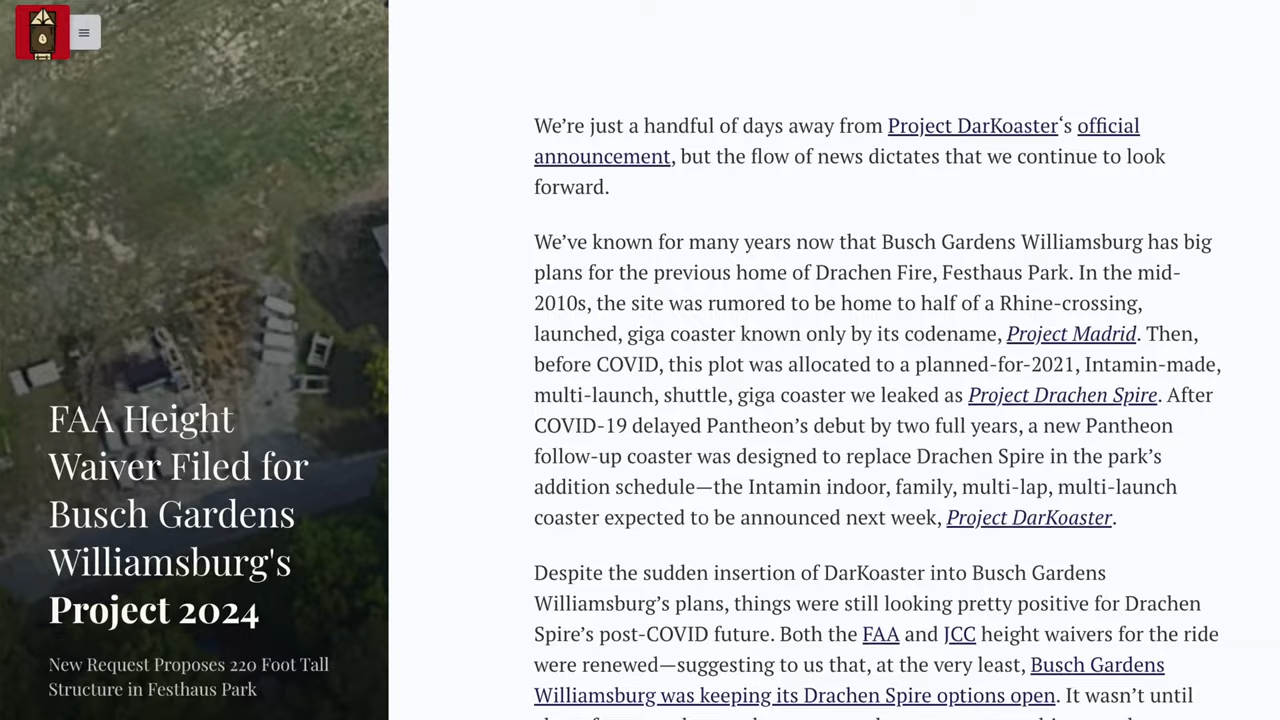 FAA Height
Waiver Filed for
Busch Gardens
Williamsburg's
Project 2024
New Request Proposes 220 Foot Tall
Structure in Festhaus Park
We’re just a handful of days away from Project DarKoaster‘s official
announcement, but the flow of news dictates that we continue to look
forward.
We’ve known for many years now that Busch Gardens Williamsburg has big
plans for the previous home of Drachen Fire, Festhaus Park. In the mid-
2010s, the site was rumored to be home to half of a Rhine-crossing,
launched, giga coaster known only by its codename, Project Madrid. Then,
before COVID, this plot was allocated to a planned-for-2021, Intamin-made,
multi-launch, shuttle, giga coaster we leaked as Project Drachen Spire. After
COVID-19 delayed Pantheon’s debut by two full years, a new Pantheon
follow-up coaster was designed to replace Drachen Spire in the park’s
addition schedule—the Intamin indoor, family, multi-lap, multi-launch
coaster expected to be announced next week, Project DarKoaster.
Despite the sudden insertion of DarKoaster into Busch Gardens
Williamsburg’s plans, things were still looking pretty positive for Drachen
Spire’s post-COVID future. Both the FAA and JCC height waivers for the ride
were renewed—suggesting to us that, at the very least, Busch Gardens
Williamsburg was keeping its Drachen Spire options open. It wasn’t until